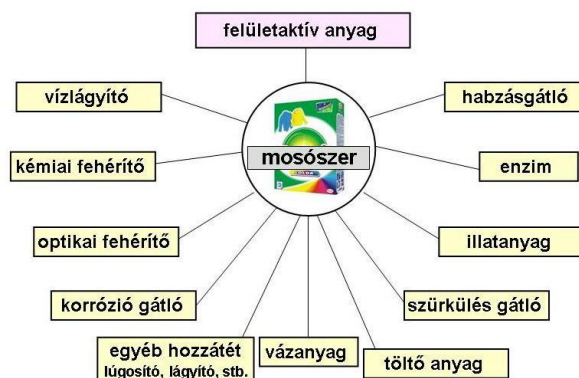 felületaktív anyag
vízlágyító
habzásgátló
mosószer
kémiai fehérítő
enzim
optikai fehérítő
illatanyag
korrózió gátló
szürkülés gátló
egyéb hozzátét
lúgosító, lágyító, stb.
vázanyag
töltő anyag